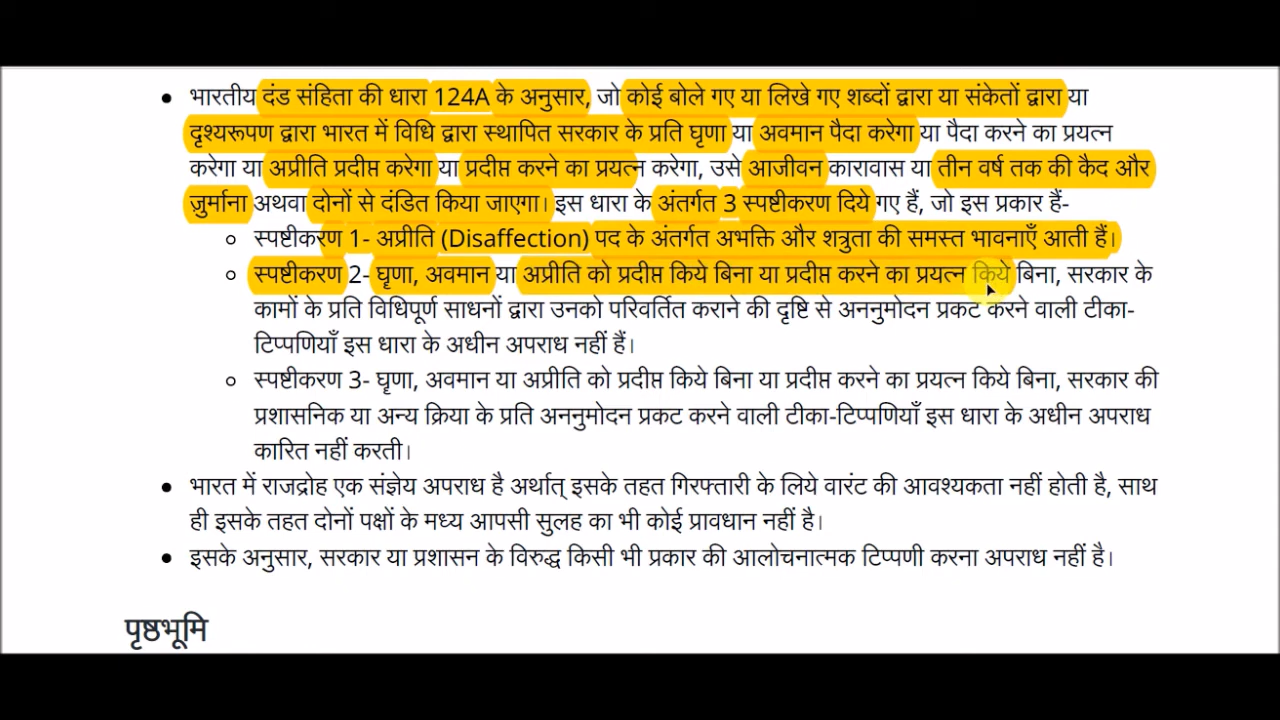 भारतीय दंड संहिता की धारा 124A के अनुसार, जो कोई बोले गए या लिखे गए शब्दों द्वारा या संकेतों द्वारा या
दृश्यरूपण द्वारा भारत में विधि द्वारा स्थापित सरकार के प्रति घृणा या अवमान पैदा करेगा या पैदा करने का प्रयत्न
करेगा या अप्रीति प्रदीप्त करेगा या प्रदीप्त करने का प्रयत्न करेगा, उसे आजीवन कारावास या तीन वर्ष तक की कैद और
ज़ुर्माना अथवा दोनों से दंडित किया जाएगा। इस धारा के अंतर्गत 3 स्पष्टीकरण दिये गए हैं, जो इस प्रकार हैं-
स्पष्टीकरण 1- अप्रीति (Disaffection) पद के अंतर्गत अभक्ति और शत्रुता की समस्त भावनाएँ आती हैं।
स्पष्टीकरण 2- घृणा, अवमान या अप्रीति को प्रदीप्त किये बिना या प्रदीप्त करने का प्रयत्न किये बिना, सरकार के
कामों के प्रति विधिपूर्ण साधनों द्वारा उनको परिवर्तित कराने की दृष्टि से अननुमोदन प्रकट करने वाली टीका-
टिप्पणियाँ इस धारा के अधीन अपराध नहीं हैं।
स्पष्टीकरण 3- घृणा, अवमान या अप्रीति को प्रदीप्त किये बिना या प्रदीप्त करने का प्रयत्न किये बिना, सरकार की
प्रशासनिक या अन्य क्रिया के प्रति अननुमोदन प्रकट करने वाली टीका-टिप्पणियाँ इस धारा के अधीन अपराध
कारित नहीं करती।
भारत में राजद्रोह एक संज्ञेय अपराध है अर्थात् इसके तहत गिरफ्तारी के लिये वारंट की आवश्यकता नहीं होती है, साथ
ही इसके तहत दोनों पक्षों के मध्य आपसी सुलह का भी कोई प्रावधान नहीं है।
इसके अनुसार, सरकार या प्रशासन के विरुद्ध किसी भी प्रकार की आलोचनात्मक टिप्पणी करना अपराध नहीं है।
पृष्ठभूमि